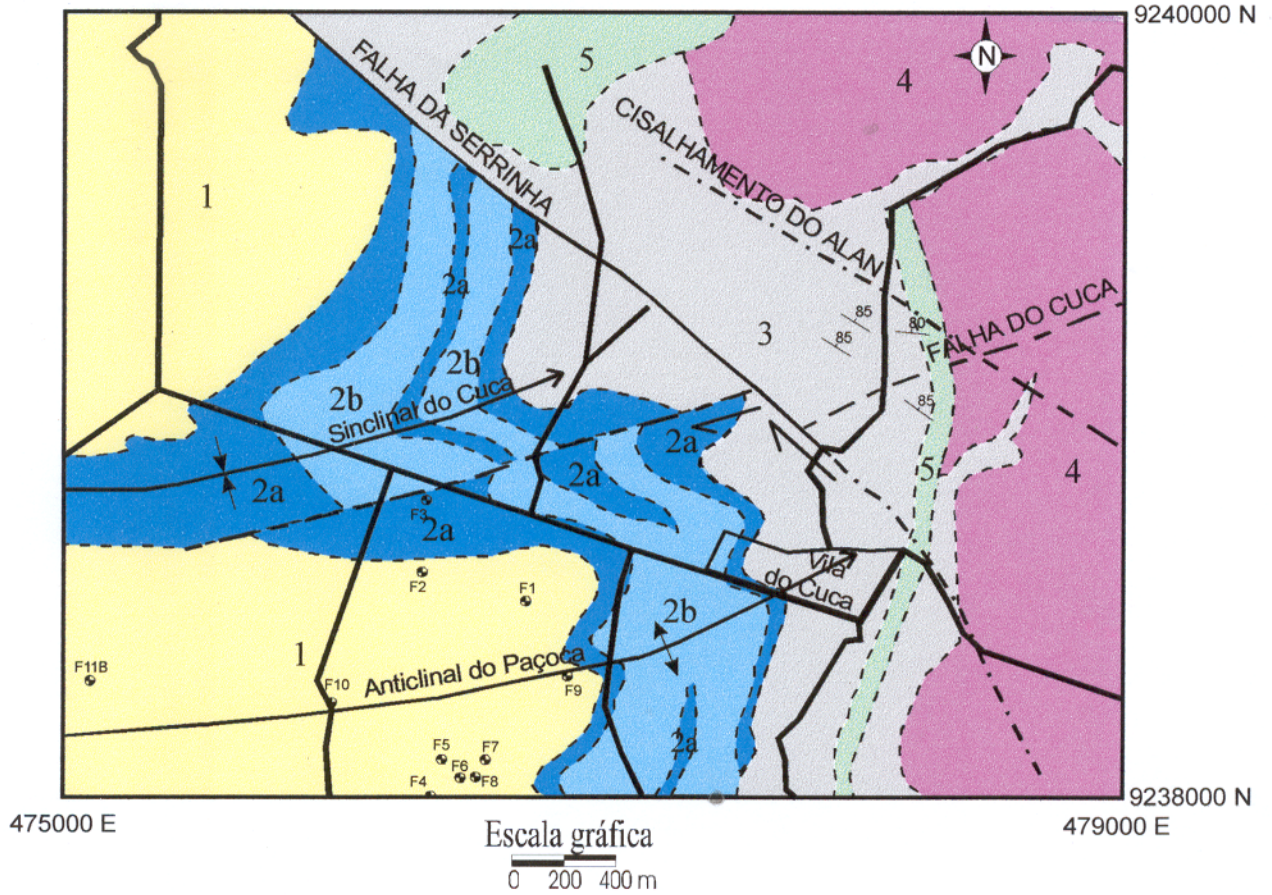 9240000 N
5
N
4
FALHA DA SERRINHA
CISALHAMENTO DO ALAN
1
2a
2a
85
80
85
3
FALHA DO CUCA
2b
2b
Sinclinal do Cuca
85
2a
2a
2a
5
4
F3
2a
Vila
do Cuca
F2
F1
2b
1
F11B
Anticlinal do Paçoca
F10
F9
2a
F5
F7
F6
F8
F4
9238000 N
475000 E
479000 E
Escala gráfica
0 200 400 m